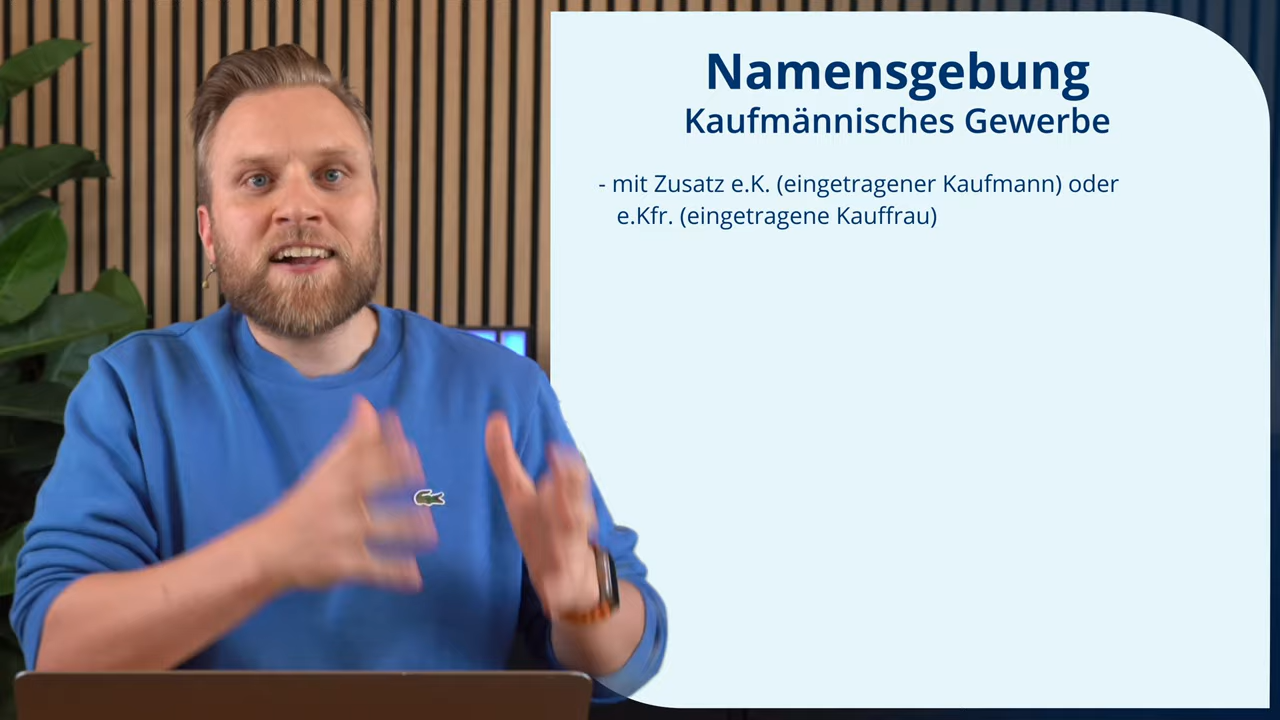 Namensgebung
Kaufmännisches Gewerbe
- mit Zusatz e.K. (eingetragener Kaufmann) oder
e.Kfr. (eingetragene Kauffrau)